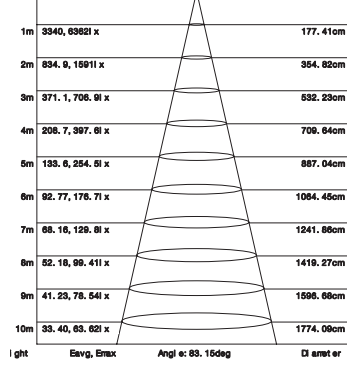 1m 3340, 6362l x 177. 41cm
2m 834. 9, 1591l x 354. 82cm
3m 371. 1, 706. 9l x 532. 23cm
4m 208. 7, 397. 6l x 709. 64cm
5m 133. 6, 254. 5l x 887. 04cm
6m 92. 77, 176. 7l x 1064. 45cm
7m 68. 16, 129. 8l x 1241. 86cm
8m 52. 18, 99. 41l x 1419. 27cm
9m 41. 23, 78. 54l x 1596. 68cm
10m 33. 40, 63. 62l x 1774. 09cm
i ght Eavg, Emax Angl e: 83. 15deg Di amet er